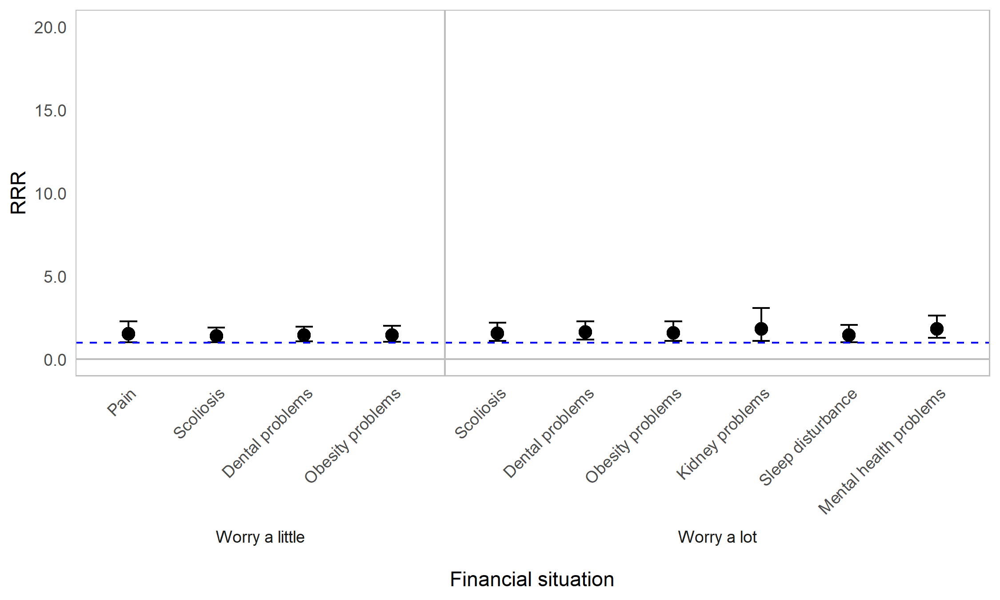 20.0
15.0
10.0
5.0
0.0
RRR
Pain
Scoliosis
Dental problems
Obesity problems
Scoliosis
Dental problems
Obesity problems
Kidney problems
Sleep disturbance
Mental health problems
Worry a little
Worry a lot
Financial situation